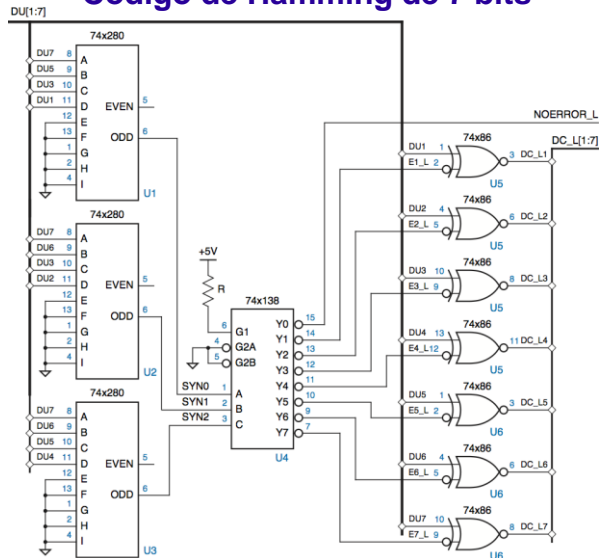 Código de Hamming de 7 bits
DU[1:7]
74x280
DU7 8 A
DU5 9 B
DU3 10 C
DU1 11 D EVEN 5
12 E
13 F ODD 6
1 G
2 H
4 I
U1
74x280
DU7 8 A
DU6 9 B
DU3 10 C
DU2 11 D EVEN 5
12 E
13 F ODD 6
1 G
2 H
4 I
U2
74x280
DU7 8 A
DU6 9 B
DU5 10 C
DU4 11 D EVEN 5
12 E
13 F ODD 6
1 G
2 H
4 I
U3
+5V
R
74x138
6 G1
4 G2A
5 G2B
SYN0 1 A
SYN1 2 B
SYN2 3 C
Y0 15
Y1 14
Y2 13
Y3 12
Y4 11
Y5 10
Y6 9
Y7 7
U4
NOERROR_L
DC_L[1:7]
74x86
DU1 1
E1_L 2
3 DC_L1
U5
74x86
DU2 4
E2_L 5
6 DC_L2
U5
74x86
DU3 10
E3_L 9
8 DC_L3
U5
74x86
DU4 13
E4_L 12
11 DC_L4
U5
74x86
DU5 1
E5_L 2
3 DC_L5
U6
74x86
DU6 4
E6_L 5
6 DC_L6
U6
74x86
DU7 10
E7_L 9
8 DC_L7
U6